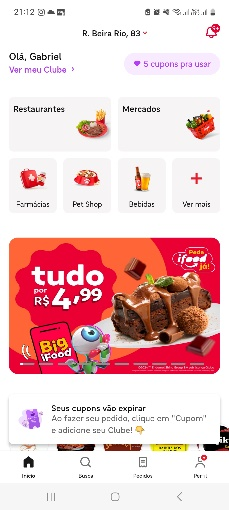 21:12
R. Beira Rio, 83
Olá, Gabriel
Ver meu Clube
5 cupons pra usar
Restaurantes
Mercados
Farmácias
Pet Shop
Bebidas
Ver mais
Pede
ifood
já!
tudo
por
R$4,99
Big
iFood
Seus cupons vão expirar
Ao fazer seu pedido, clique em "Cupom"
e adicione seu Clube! 👇
Início
Busca
Pedidos
Perfil